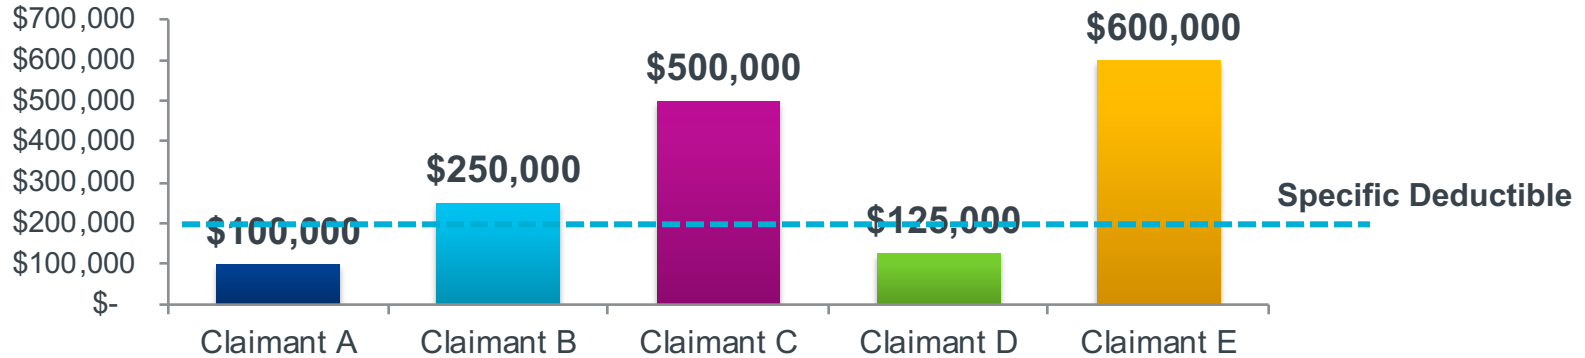 $700,000
$600,000
$500,000
$400,000
$300,000
$200,000
$100,000
$-
$100,000
$250,000
$500,000
$125,000
$600,000
Specific Deductible
Claimant A
Claimant B
Claimant C
Claimant D
Claimant E